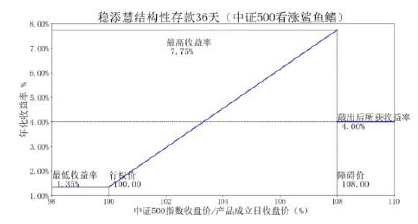 稳添慧结构性存款36天（中证500看涨鲨鱼鳍）
8.00%
7.00%
6.00%
5.00%
4.00%
3.00%
2.00%
1.00%
年化收益率 %
最高收益率
7.75%
敲出后所获收益率
4.00%
最低收益率
1.35%
行权价
100.00
障碍价
108.00
98
100
102
104
106
108
110
中证500指数收盘价/产品成立日收盘价（%）